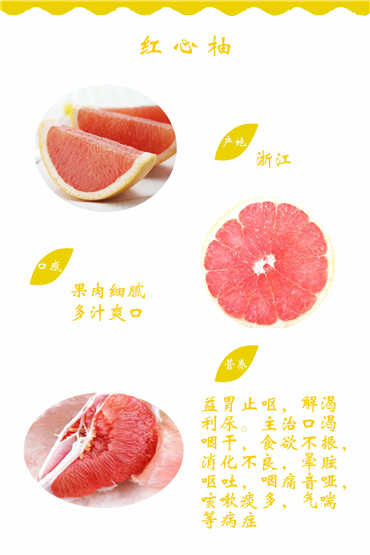 红心柚
产地
浙江
口感
果肉细腻
多汁爽口
营养
益胃止呕，解渴
利尿。主治口渴
咽干，食欲不振，
消化不良，晕眩
呕吐，咽痛音哑，
咳嗽痰多，气喘
等病症